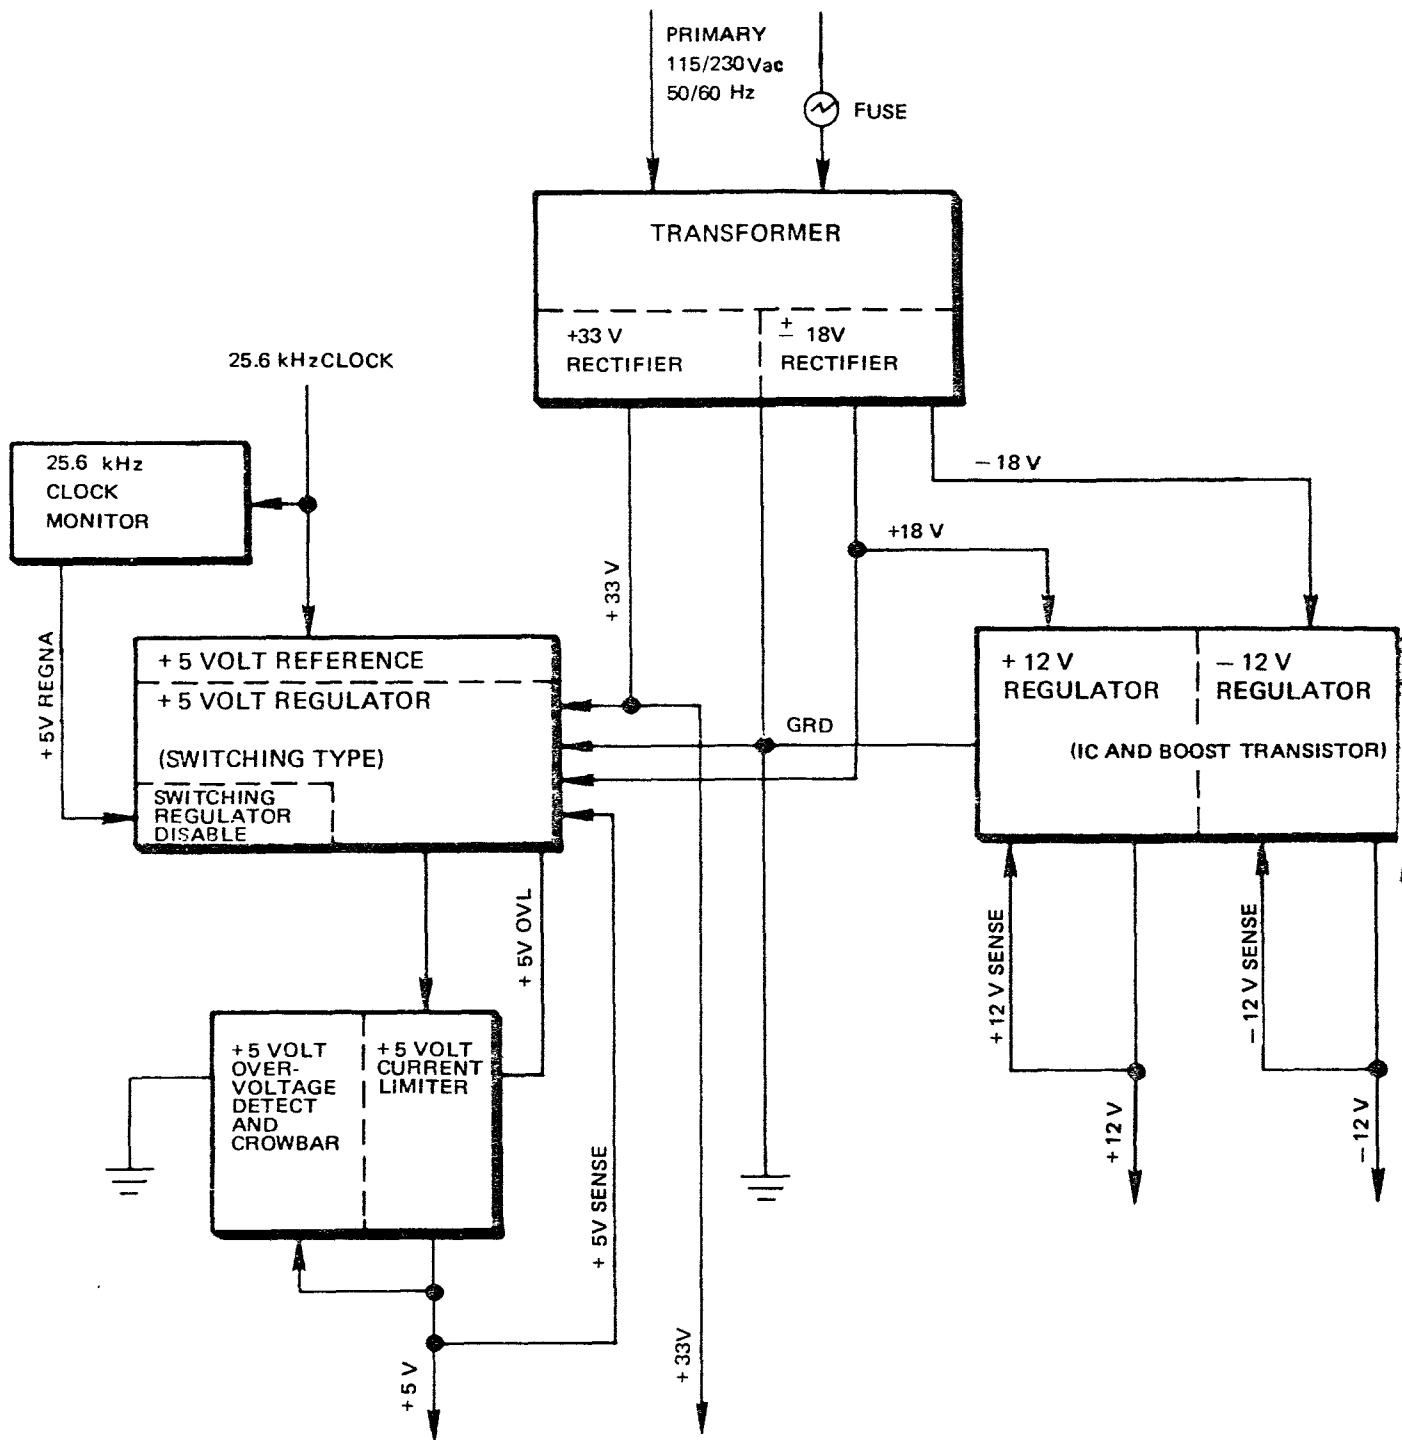 PRIMARY
115/230Vac
50/60 Hz
FUSE
TRANSFORMER
+33 V
RECTIFIER
± 18V
RECTIFIER
25.6 kHz CLOCK
25.6 kHz
CLOCK
MONITOR
- 18 V
+18 V
+33 V
+5V REGNA
+ 5 VOLT REFERENCE
+ 5 VOLT REGULATOR
(SWITCHING TYPE)
SWITCHING
REGULATOR
DISABLE
GRD
+ 12 V
REGULATOR
- 12 V
REGULATOR
(IC AND BOOST TRANSISTOR)
+ 5V OVL
+12 V SENSE
-12 V SENSE
+5 VOLT
OVER-
VOLTAGE
DETECT
AND
CROWBAR
+5 VOLT
CURRENT
LIMITER
+ 5V SENSE
+12 V
- 12 V
+ 5 V
+ 33V